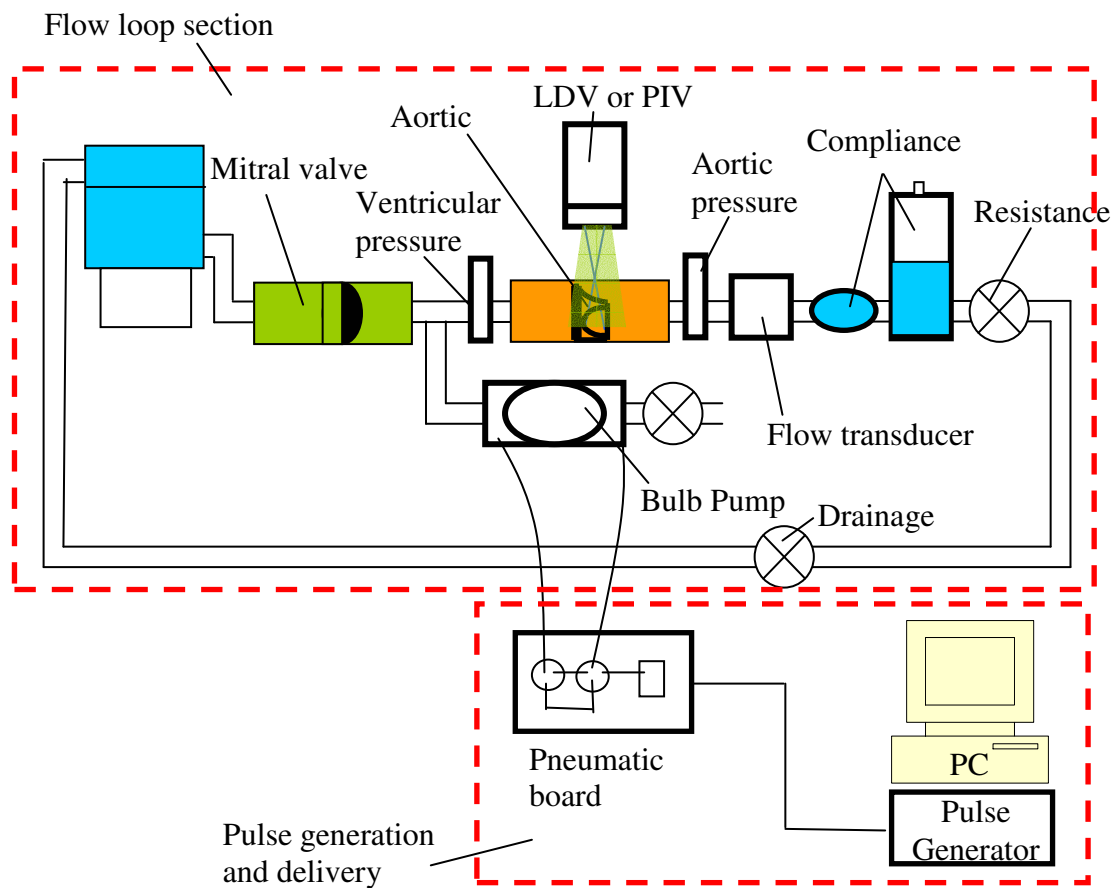 Flow loop section
LDV or PIV
Aortic
Compliance
Mitral valve
Aortic
pressure
Ventricular
pressure
Resistance
Flow transducer
Bulb Pump
Drainage
Pneumatic
board
PC
Pulse
Generator
Pulse generation
and delivery